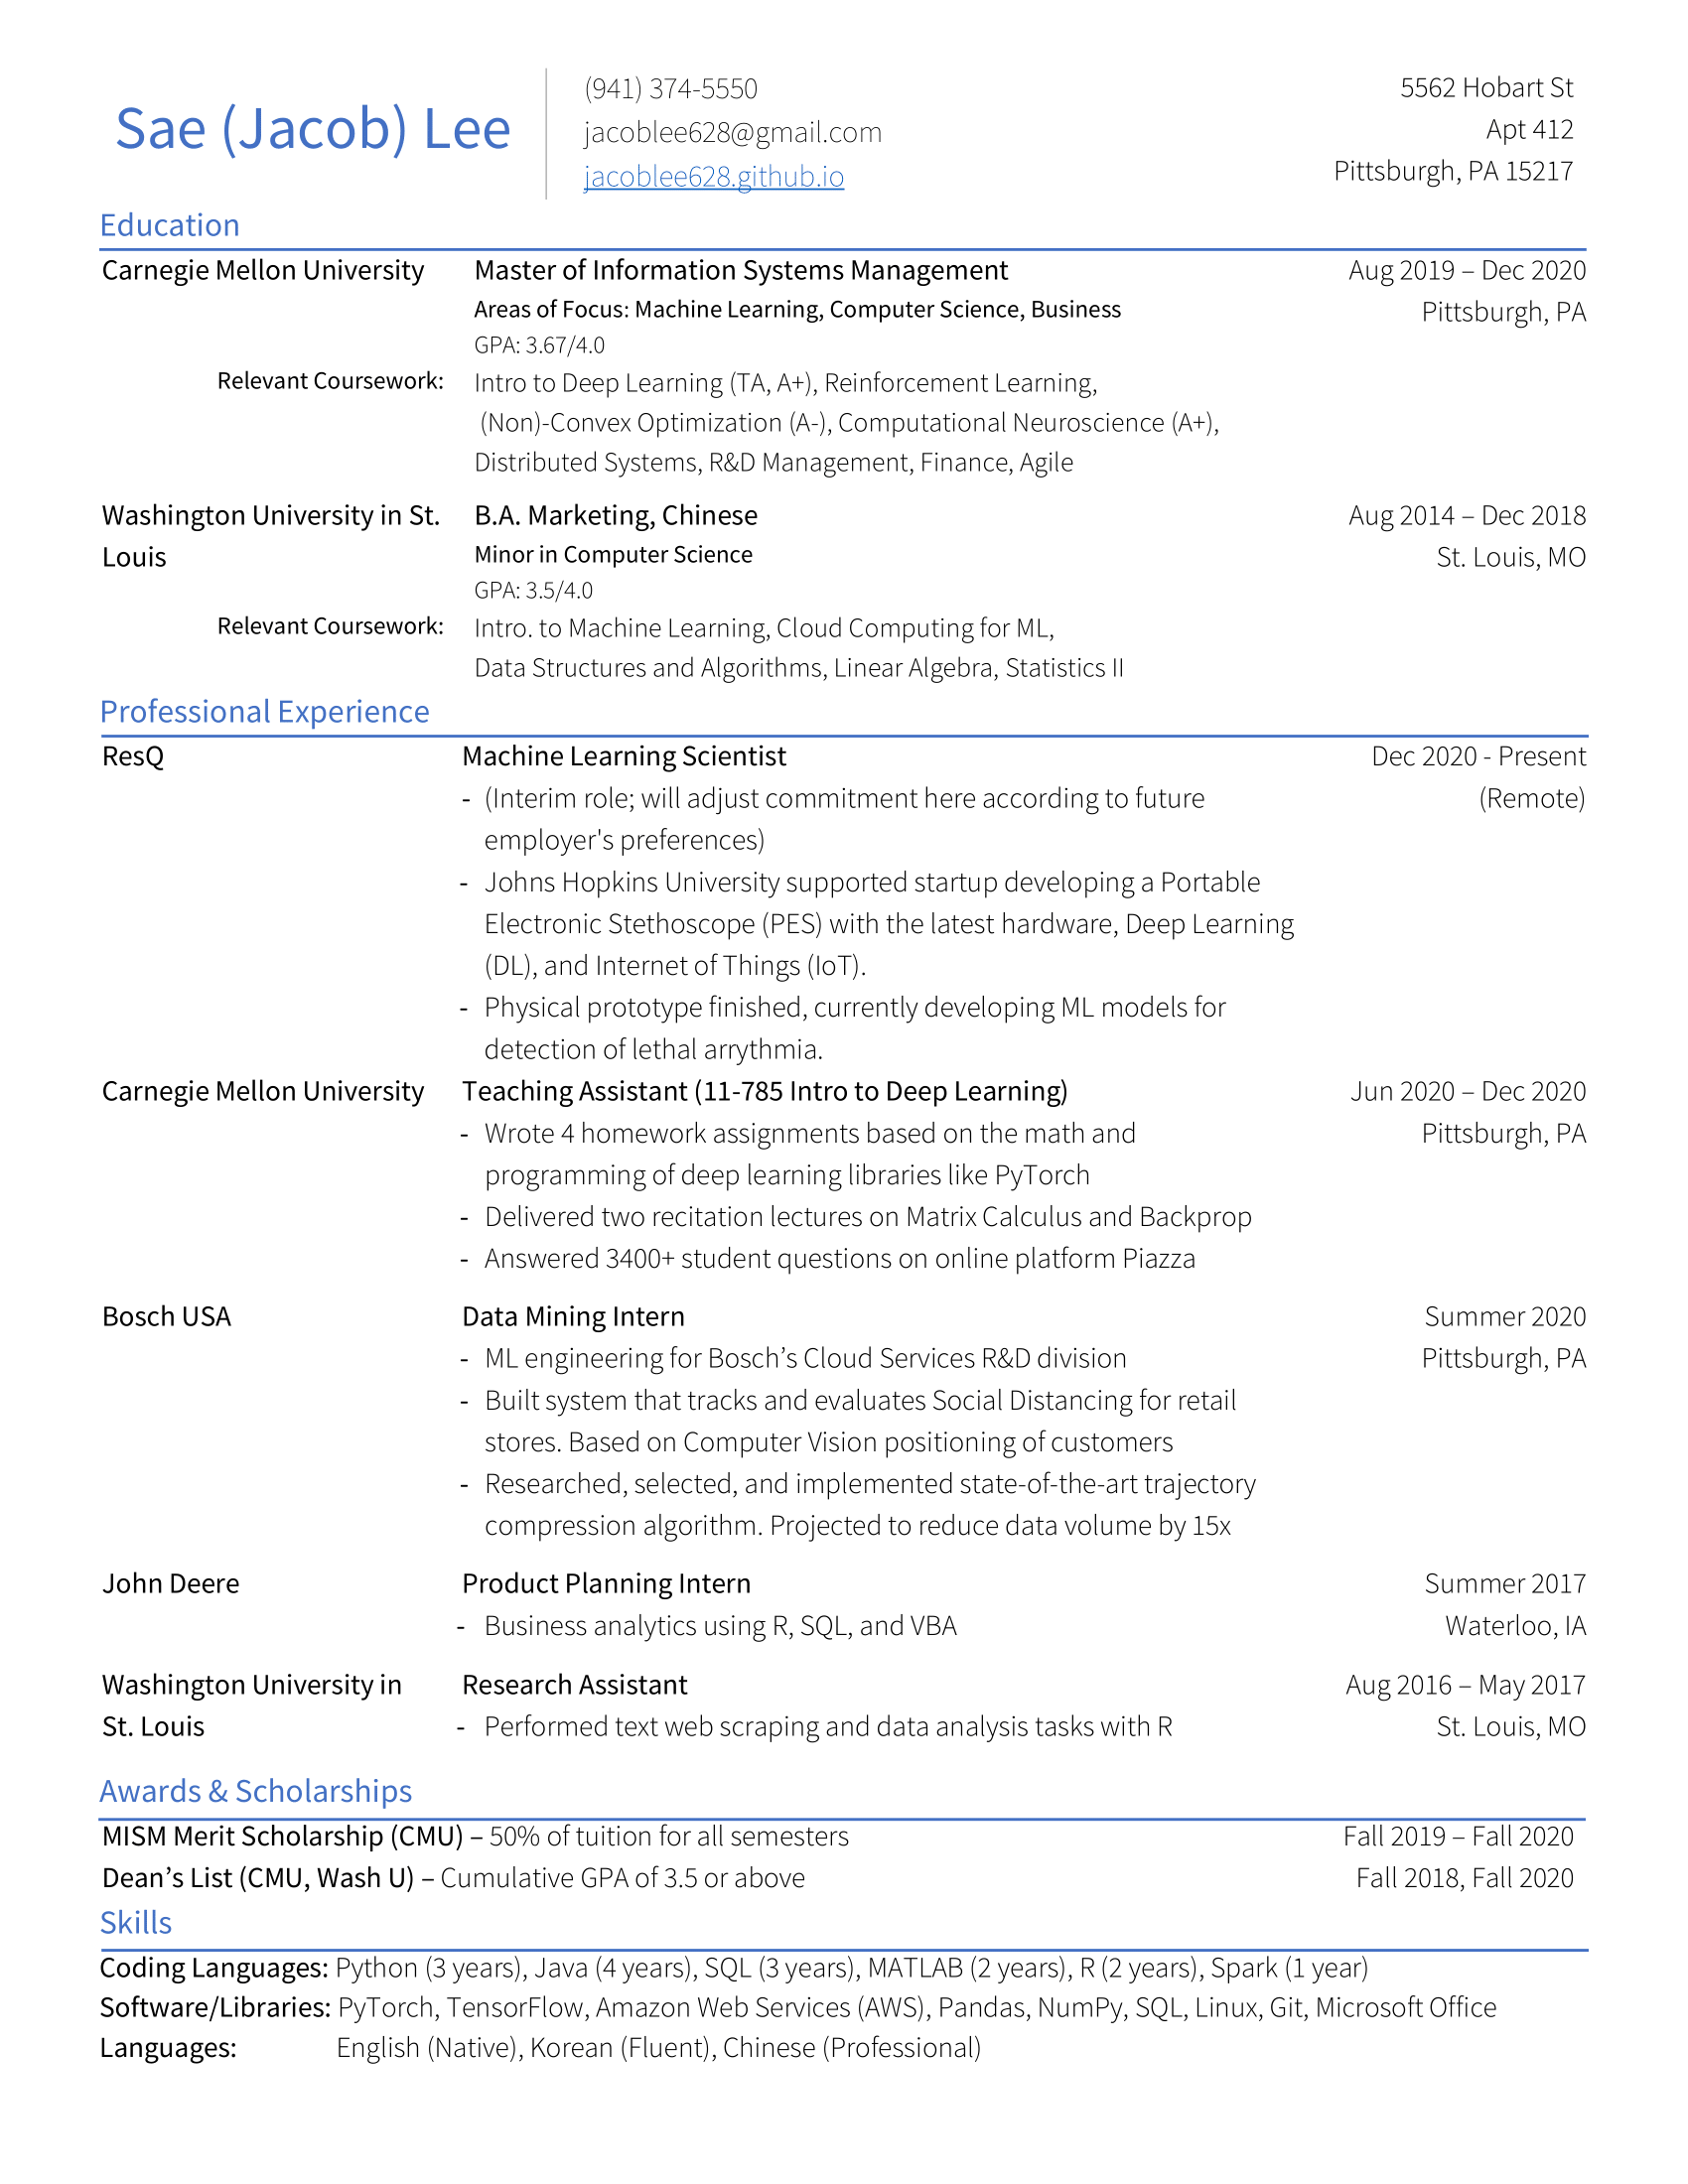 Sae (Jacob) Lee
(941) 374-5550
jacoblee628@gmail.com
jacoblee628.github.io
5562 Hobart St
Apt 412
Pittsburgh, PA 15217
Education
Carnegie Mellon University Master of Information Systems Management Aug 2019 – Dec 2020
Areas of Focus: Machine Learning, Computer Science, Business Pittsburgh, PA
GPA: 3.67/4.0
Relevant Coursework: Intro to Deep Learning (TA, A+), Reinforcement Learning,
(Non)-Convex Optimization (A-), Computational Neuroscience (A+),
Distributed Systems, R&D Management, Finance, Agile
Washington University in St. B.A. Marketing, Chinese Aug 2014 – Dec 2018
Louis Minor in Computer Science St. Louis, MO
GPA: 3.5/4.0
Relevant Coursework: Intro. to Machine Learning, Cloud Computing for ML,
Data Structures and Algorithms, Linear Algebra, Statistics II
Professional Experience
ResQ Machine Learning Scientist Dec 2020 - Present
- (Interim role; will adjust commitment here according to future (Remote)
employer's preferences)
- Johns Hopkins University supported startup developing a Portable
Electronic Stethoscope (PES) with the latest hardware, Deep Learning
(DL), and Internet of Things (IoT).
- Physical prototype finished, currently developing ML models for
detection of lethal arrythmia.
Carnegie Mellon University Teaching Assistant (11-785 Intro to Deep Learning) Jun 2020 – Dec 2020
- Wrote 4 homework assignments based on the math and Pittsburgh, PA
programming of deep learning libraries like PyTorch
- Delivered two recitation lectures on Matrix Calculus and Backprop
- Answered 3400+ student questions on online platform Piazza
Bosch USA Data Mining Intern Summer 2020
- ML engineering for Bosch’s Cloud Services R&D division Pittsburgh, PA
- Built system that tracks and evaluates Social Distancing for retail
stores. Based on Computer Vision positioning of customers
- Researched, selected, and implemented state-of-the-art trajectory
compression algorithm. Projected to reduce data volume by 15x
John Deere Product Planning Intern Summer 2017
- Business analytics using R, SQL, and VBA Waterloo, IA
Washington University in Research Assistant Aug 2016 – May 2017
St. Louis - Performed text web scraping and data analysis tasks with R St. Louis, MO
Awards & Scholarships
MISM Merit Scholarship (CMU) – 50% of tuition for all semesters Fall 2019 – Fall 2020
Dean’s List (CMU, Wash U) – Cumulative GPA of 3.5 or above Fall 2018, Fall 2020
Skills
Coding Languages: Python (3 years), Java (4 years), SQL (3 years), MATLAB (2 years), R (2 years), Spark (1 year)
Software/Libraries: PyTorch, TensorFlow, Amazon Web Services (AWS), Pandas, NumPy, SQL, Linux, Git, Microsoft Office
Languages: English (Native), Korean (Fluent), Chinese (Professional)